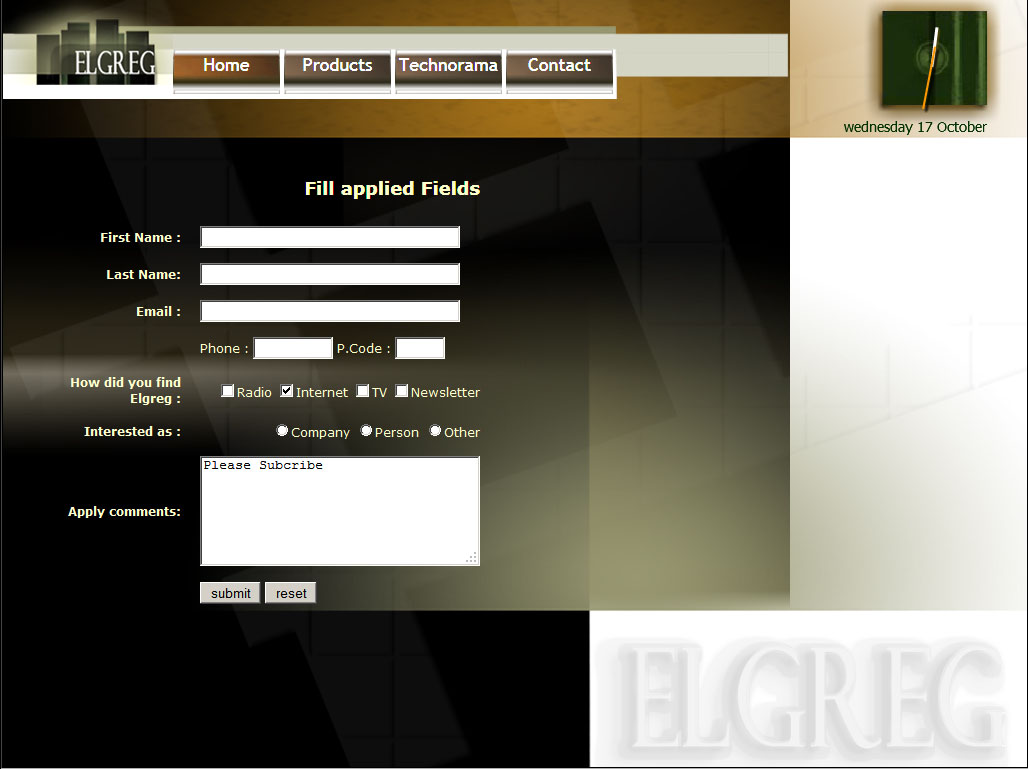 ELGREG
Home Products Technorama Contact
wednesday 17 October
Fill applied Fields
First Name :
Last Name:
Email :
Phone : P.Code :
How did you find
Elgreg :
Radio Internet TV Newsletter
Interested as :
Company Person Other
Please Subcribe
Apply comments:
submit reset
ELGREG